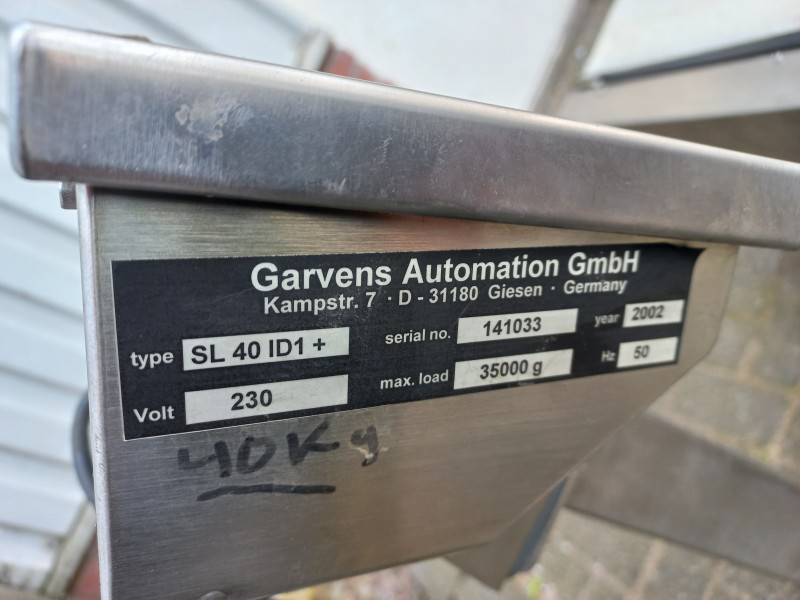 Garvens Automation GmbH
Kampstr. 7 · D - 31180 Giesen · Germany
type SL 40 ID1 + serial no. 141033 year 2002
Volt 230 max. load 35000 g Hz 50
40Kg